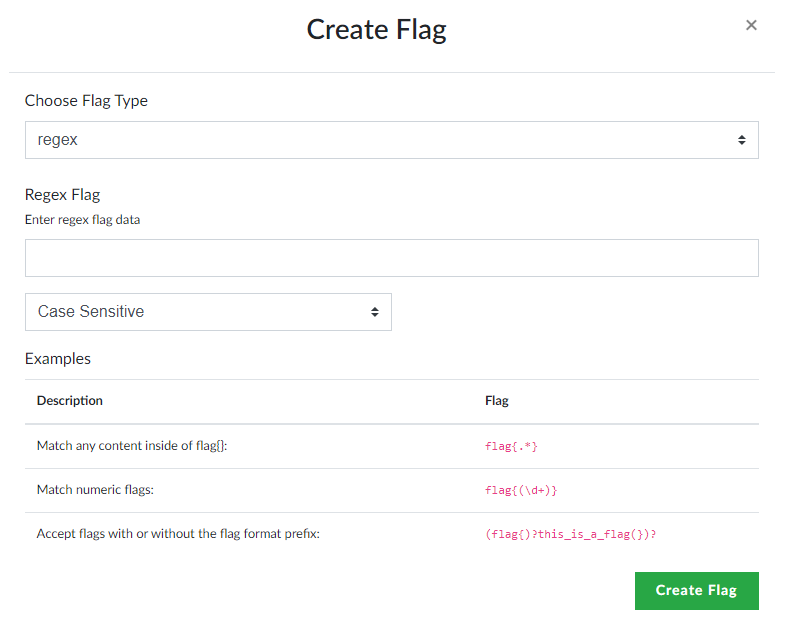 Create Flag
×
Choose Flag Type
regex
Regex Flag
Enter regex flag data
Case Sensitive
Examples
Description Flag
Match any content inside of flag{}: flag{.*}
Match numeric flags: flag{(\d+)}
Accept flags with or without the flag format prefix: (flag{)?this_is_a_flag(})?
Create Flag